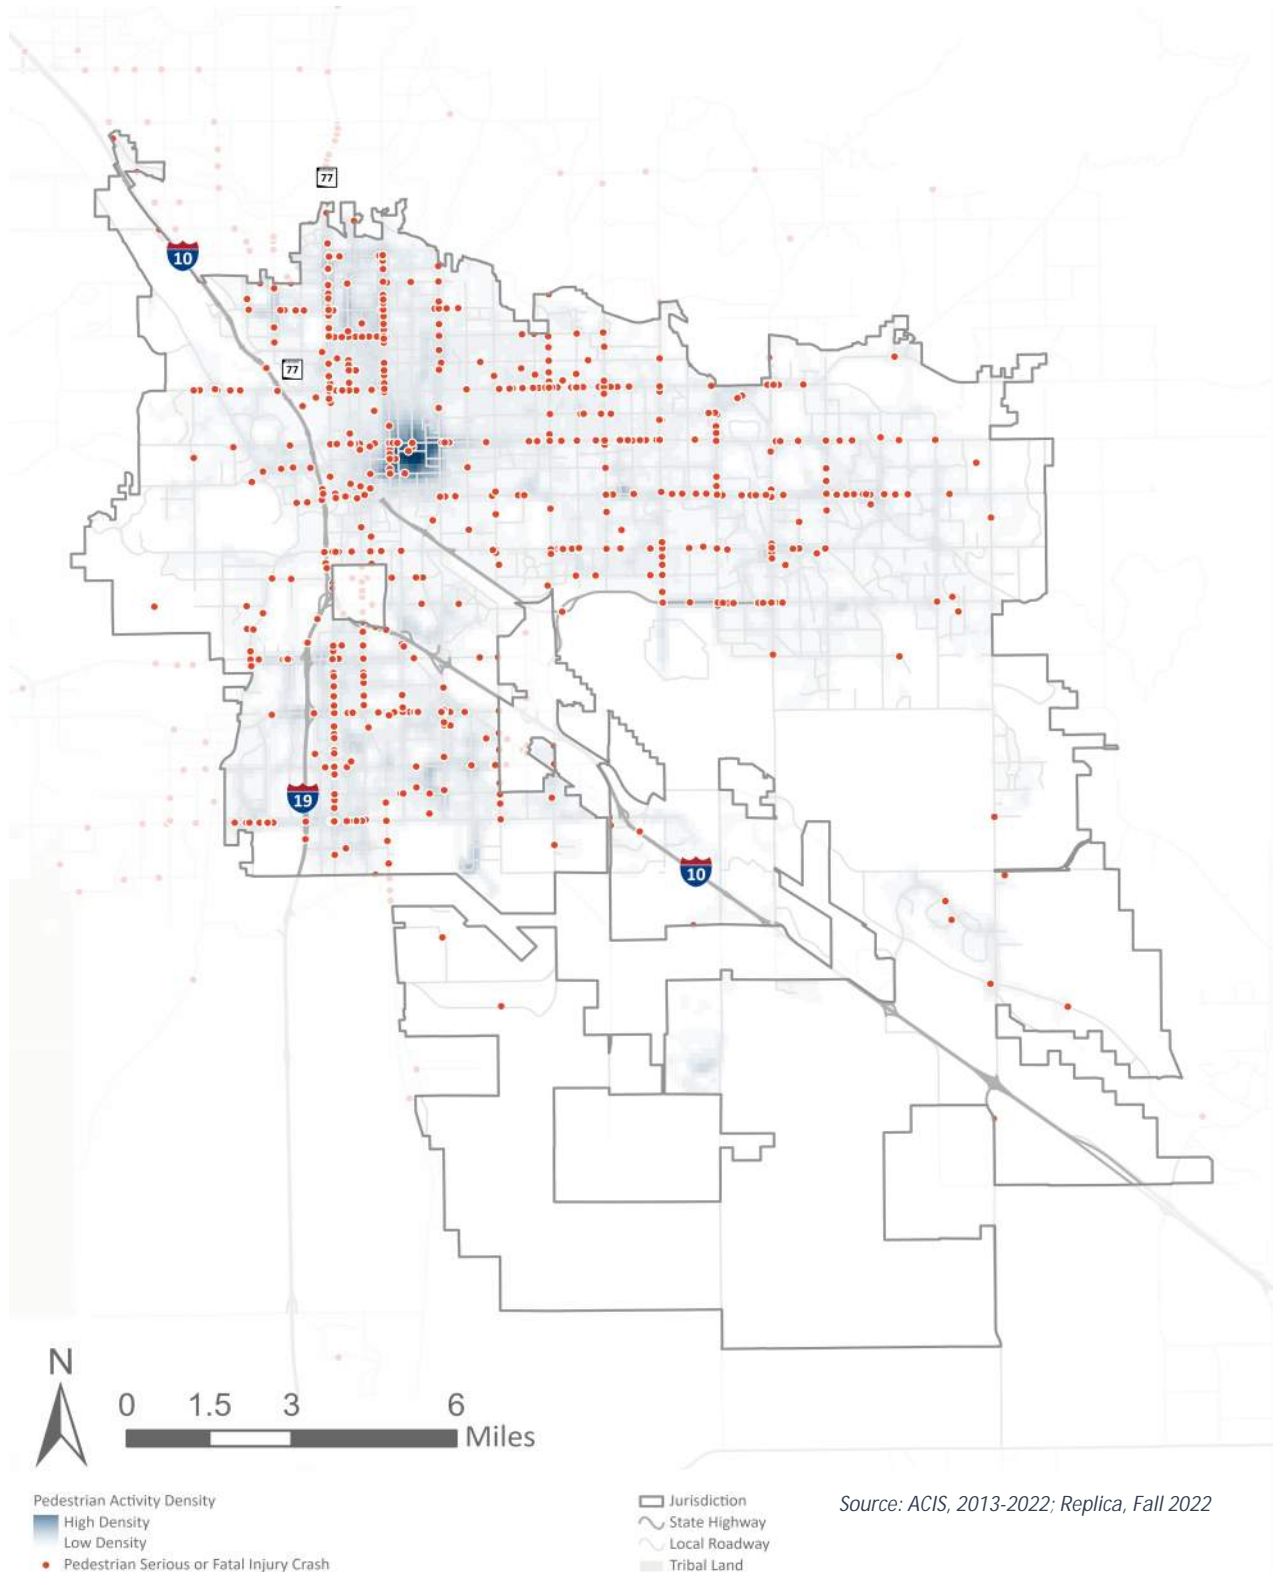 77
10
77
19
10
N
0 1.5 3 6
Miles
Pedestrian Activity Density
High Density
Low Density
Pedestrian Serious or Fatal Injury Crash
Jurisdiction
State Highway
Local Roadway
Tribal Land
Source: ACIS, 2013-2022; Replica, Fall 2022